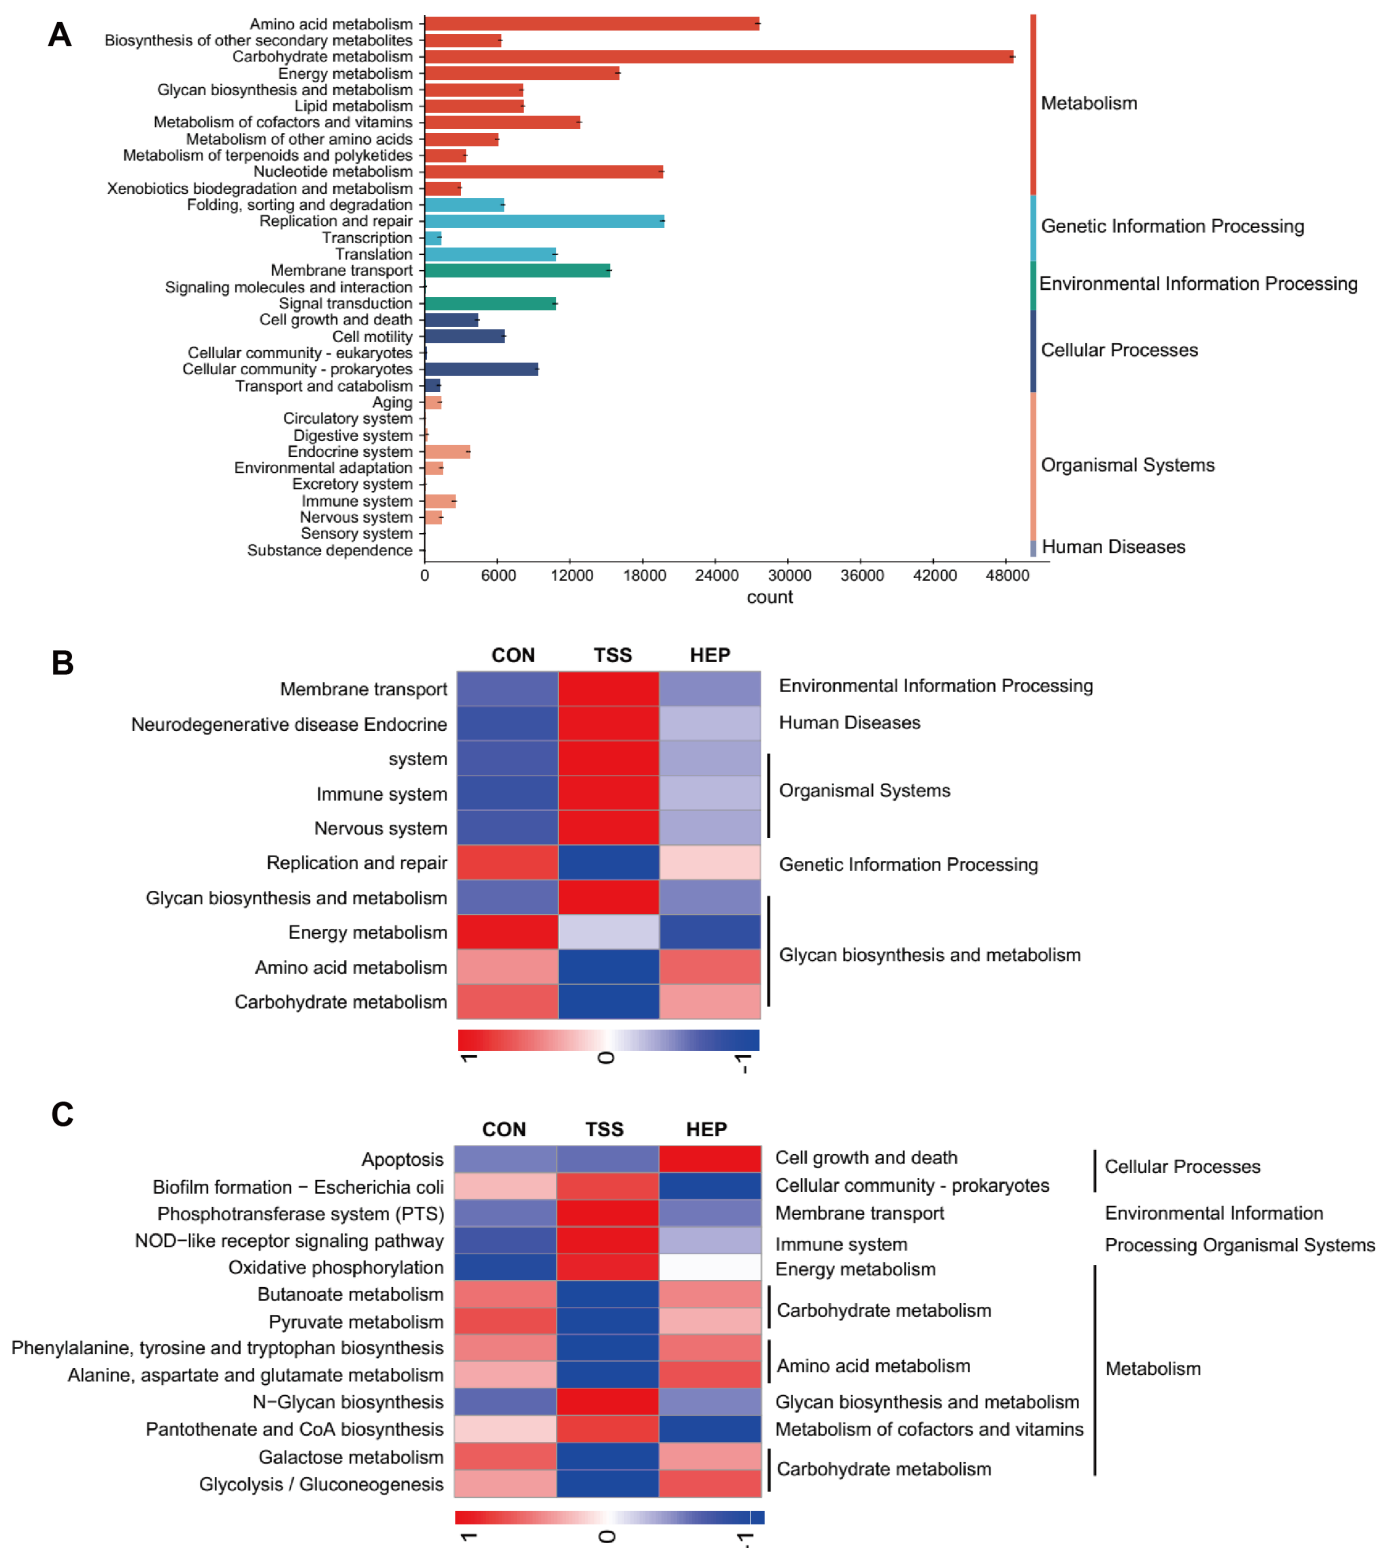 A
Amino acid metabolism
Biosynthesis of other secondary metabolites
Carbohydrate metabolism
Energy metabolism
Glycan biosynthesis and metabolism
Lipid metabolism
Metabolism of cofactors and vitamins
Metabolism of other amino acids
Metabolism of terpenoids and polyketides
Nucleotide metabolism
Xenobiotics biodegradation and metabolism
Folding, sorting and degradation
Replication and repair
Transcription
Translation
Membrane transport
Signaling molecules and interaction
Signal transduction
Cell growth and death
Cell motility
Cellular community - eukaryotes
Cellular community - prokaryotes
Transport and catabolism
Aging
Circulatory system
Digestive system
Endocrine system
Environmental adaptation
Excretory system
Immune system
Nervous system
Sensory system
Substance dependence
Metabolism
Genetic Information Processing
Environmental Information Processing
Cellular Processes
Organismal Systems
Human Diseases
0 6000 12000 18000 24000 30000 36000 42000 48000
count
B
CON TSS HEP
Membrane transport
Neurodegenerative disease Endocrine
system
Immune system
Nervous system
Replication and repair
Glycan biosynthesis and metabolism
Energy metabolism
Amino acid metabolism
Carbohydrate metabolism
Environmental Information Processing
Human Diseases
Organismal Systems
Genetic Information Processing
Glycan biosynthesis and metabolism
1 0 -1
C
CON TSS HEP
Apoptosis
Biofilm formation − Escherichia coli
Phosphotransferase system (PTS)
NOD−like receptor signaling pathway
Oxidative phosphorylation
Butanoate metabolism
Pyruvate metabolism
Phenylalanine, tyrosine and tryptophan biosynthesis
Alanine, aspartate and glutamate metabolism
N−Glycan biosynthesis
Pantothenate and CoA biosynthesis
Galactose metabolism
Glycolysis / Gluconeogenesis
Cell growth and death
Cellular community - prokaryotes
Membrane transport
Immune system
Energy metabolism
Carbohydrate metabolism
Amino acid metabolism
Glycan biosynthesis and metabolism
Metabolism of cofactors and vitamins
Carbohydrate metabolism
Cellular Processes
Environmental Information
Processing Organismal Systems
Metabolism
1 0 -1